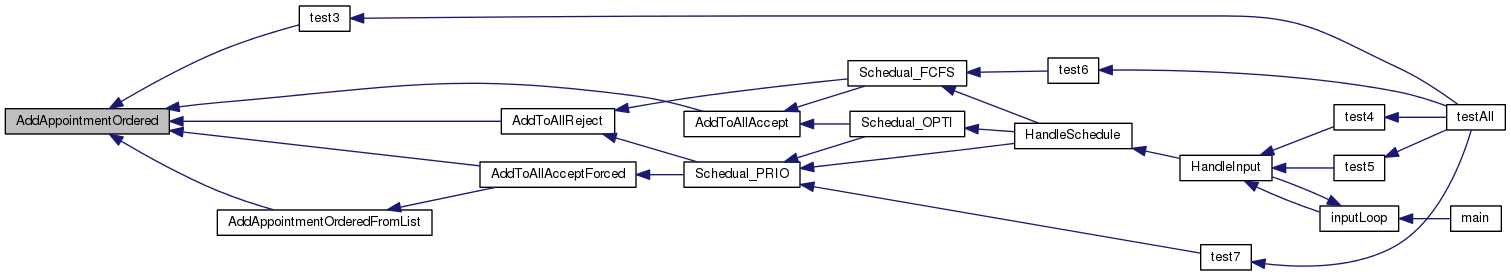 test3
Schedual_FCFS
test6
AddAppointmentOrdered
AddToAllReject
AddToAllAccept
Schedual_OPTI
HandleSchedule
test4
testAll
AddToAllAcceptForced
Schedual_PRIO
HandleInput
test5
AddAppointmentOrderedFromList
inputLoop
main
test7